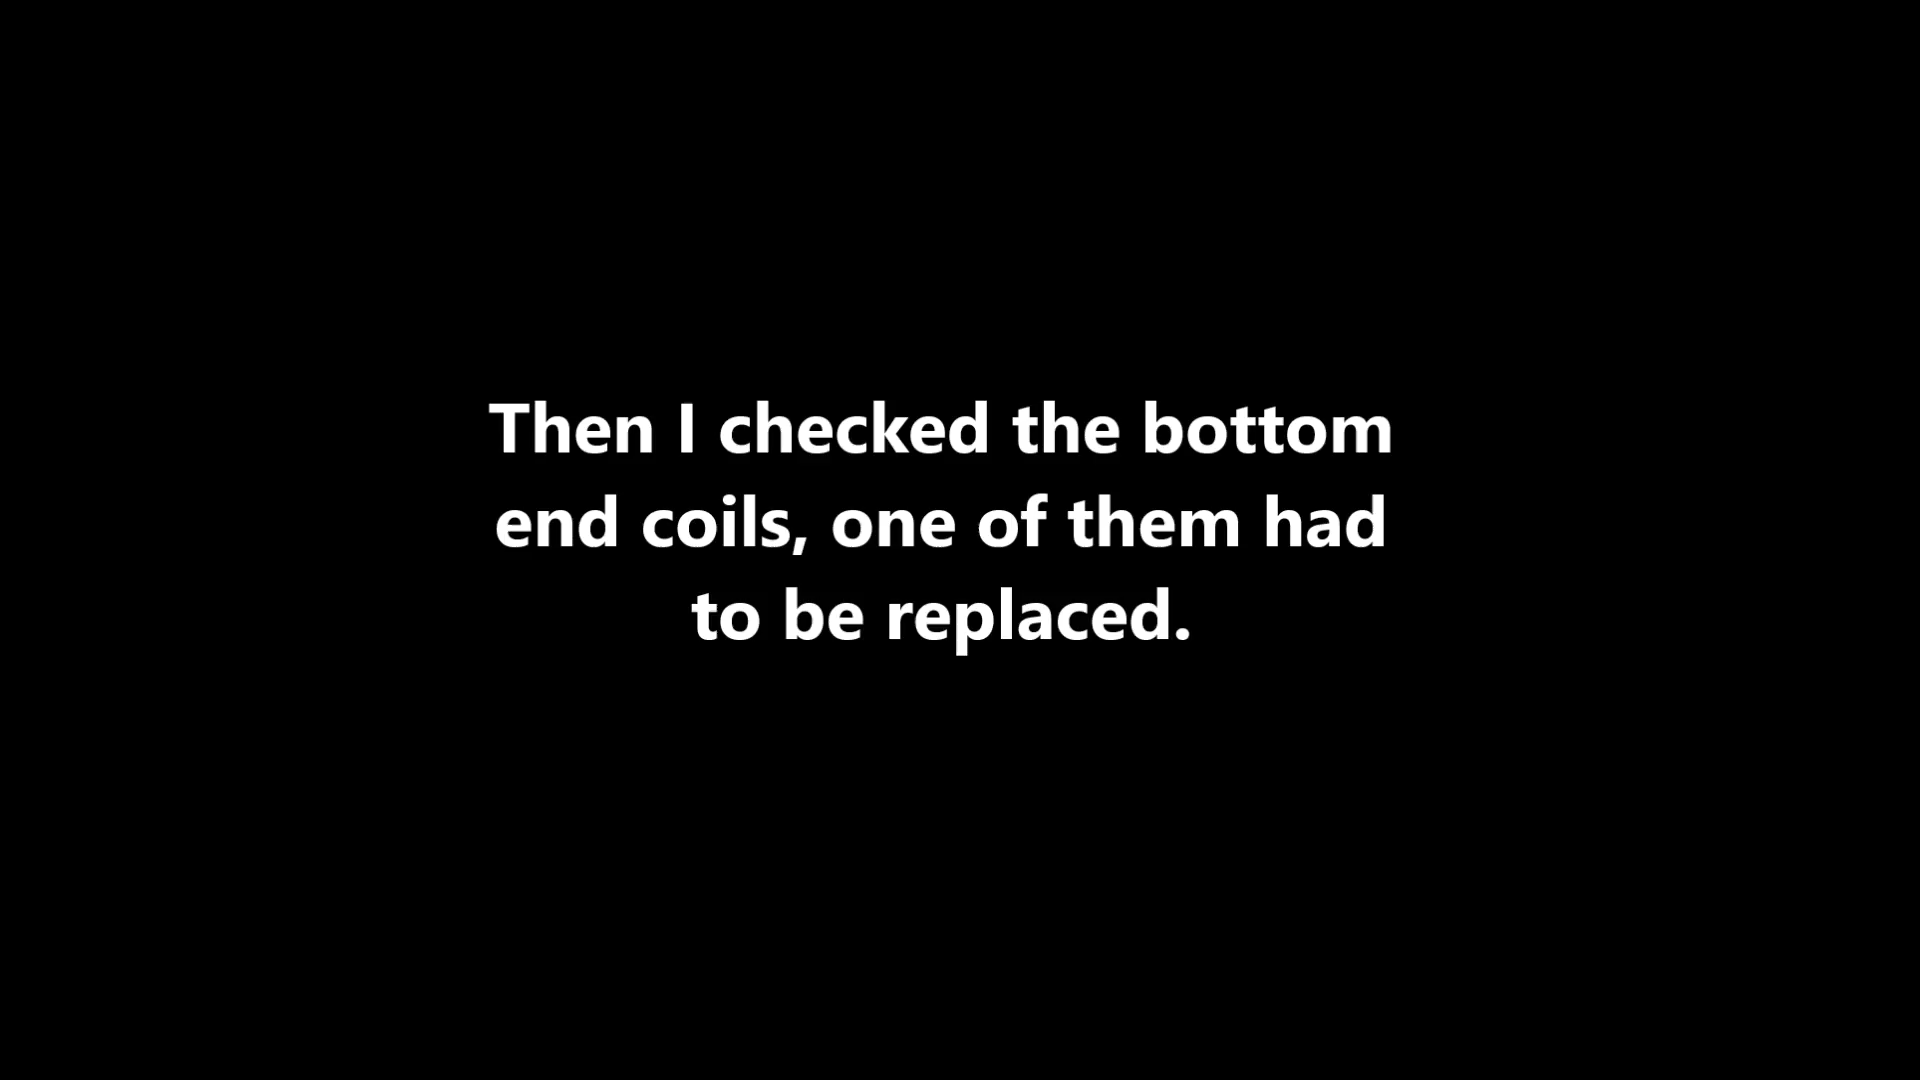 Then I checked the bottom
end coils, one of them had
to be replaced.